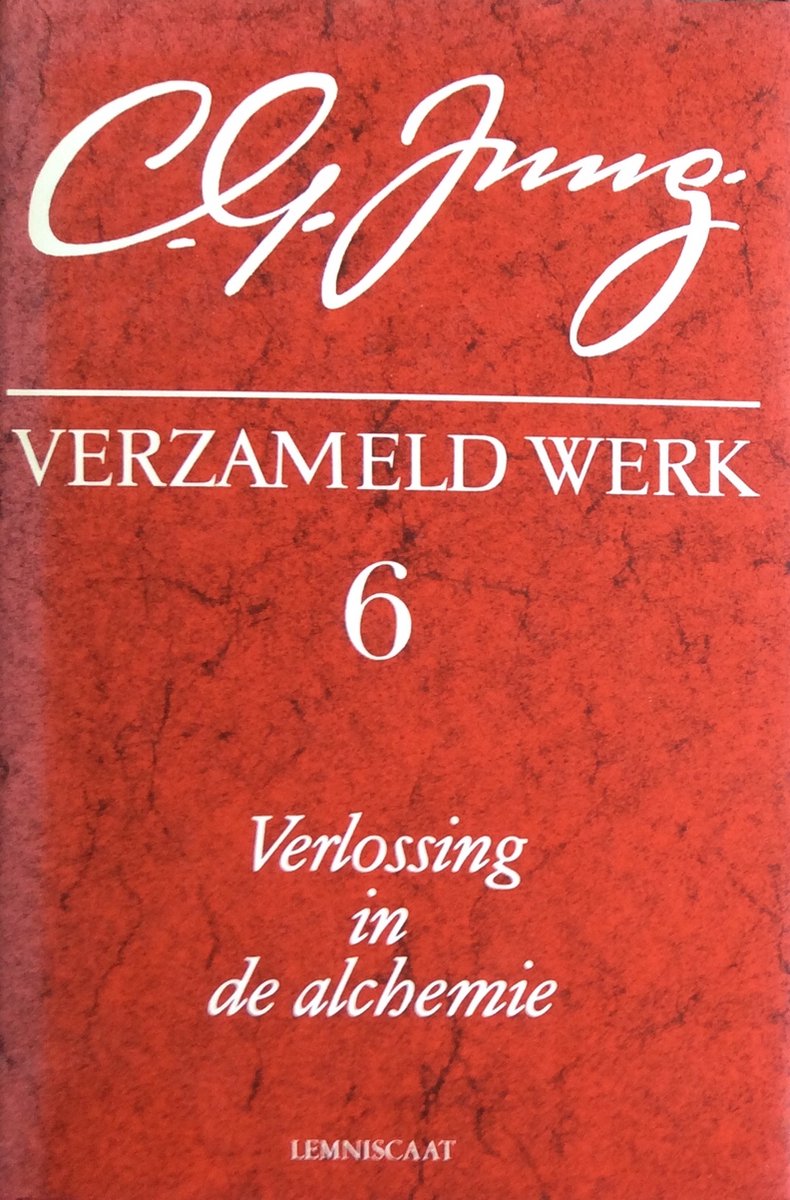 C.G. Jung.
VERZAMELD WERK
6
Verlossing
in
de alchemie
LEMNISCAAT